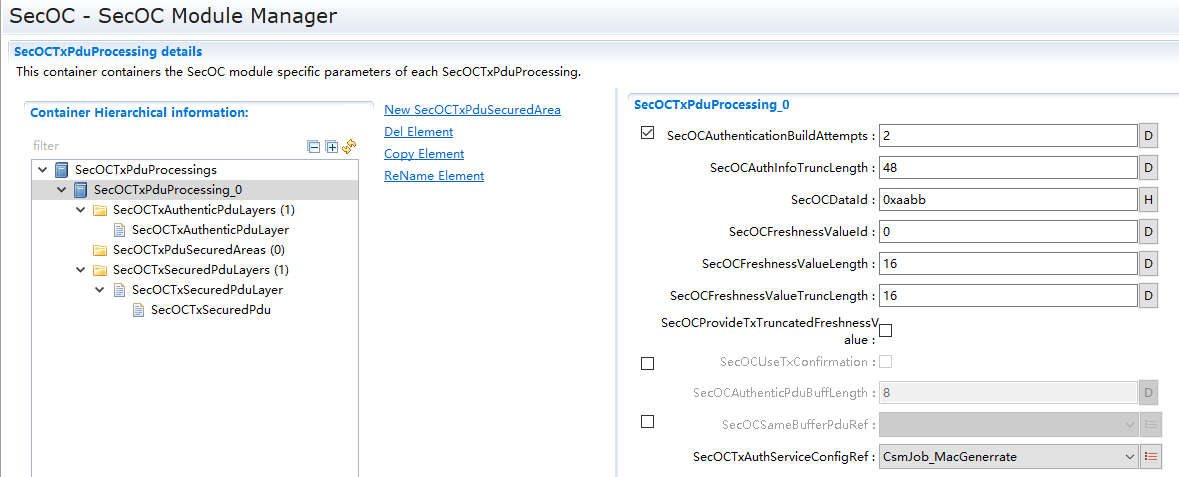 SecOC - SecOC Module Manager
SecOCTxPduProcessing details
This container containers the SecOC module specific parameters of each SecOCTxPduProcessing.
Container Hierarchical information:
filter
SecOCTxPduProcessings
SecOCTxPduProcessing_0
SecOCTxAuthenticPduLayers (1)
SecOCTxAuthenticPduLayer
SecOCTxPduSecuredAreas (0)
SecOCTxSecuredPduLayers (1)
SecOCTxSecuredPduLayer
SecOCTxSecuredPdu
New SecOCTxPduSecuredArea
Del Element
Copy Element
ReName Element
SecOCTxPduProcessing_0
SecOCAuthenticationBuildAttempts : 2 D
SecOCAuthInfoTruncLength : 48 D
SecOCDataId : 0xaabb H
SecOCFreshnessValueId : 0 D
SecOCFreshnessValueLength : 16 D
SecOCFreshnessValueTruncLength : 16 D
SecOCProvideTxTruncatedFreshnessV
alue :
SecOCUseTxConfirmation :
SecOCAuthenticPduBuffLength : 8 D
SecOCSameBufferPduRef :
SecOCTxAuthServiceConfigRef : CsmJob_MacGenerrate